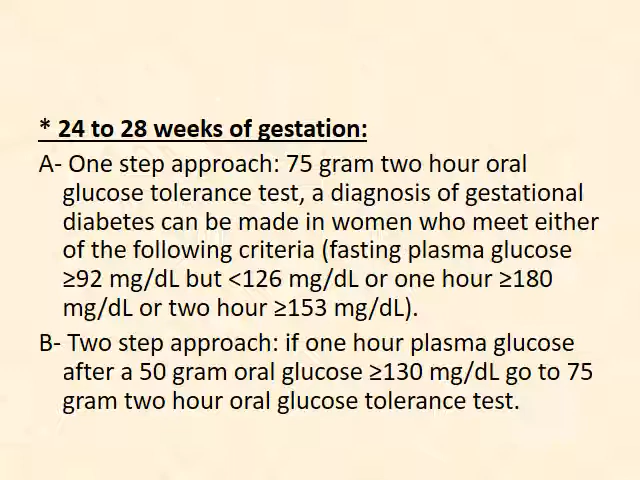 * 24 to 28 weeks of gestation:
A- One step approach: 75 gram two hour oral
glucose tolerance test, a diagnosis of gestational
diabetes can be made in women who meet either
of the following criteria (fasting plasma glucose
≥92 mg/dL but <126 mg/dL or one hour ≥180
mg/dL or two hour ≥153 mg/dL).
B- Two step approach: if one hour plasma glucose
after a 50 gram oral glucose ≥130 mg/dL go to 75
gram two hour oral glucose tolerance test.